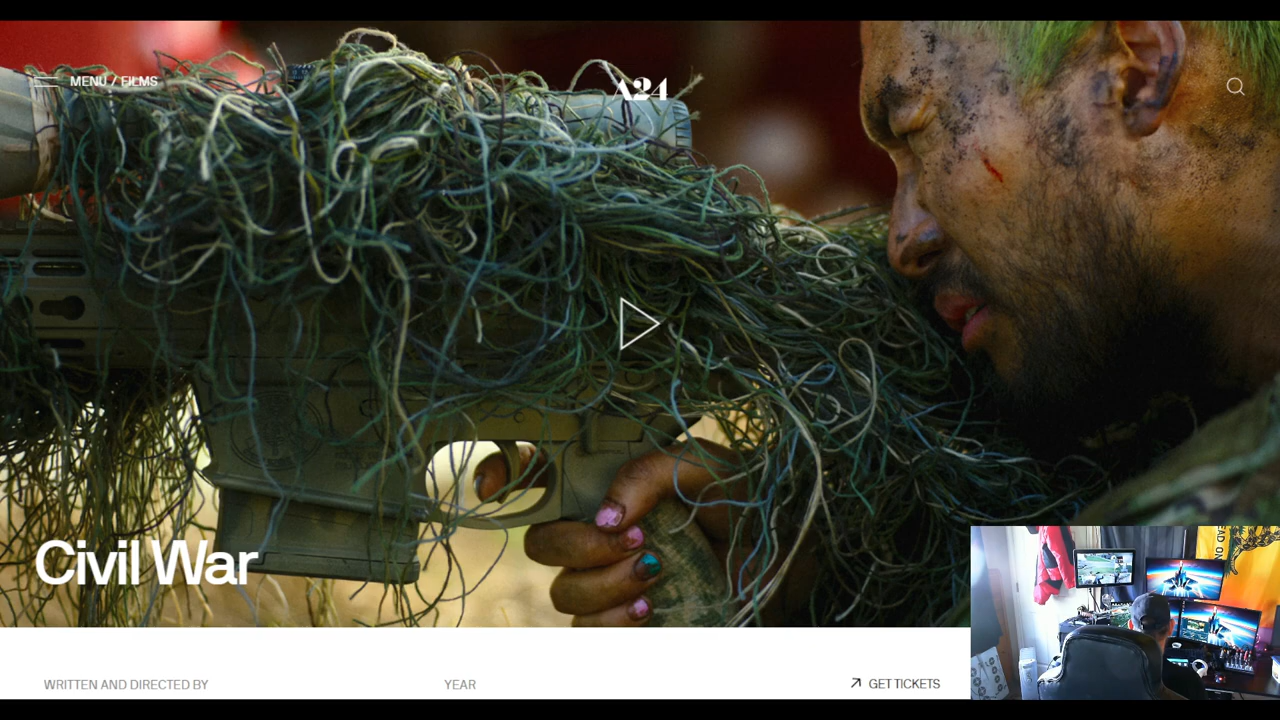 MENU / FILMS
A24
Civil War
WRITTEN AND DIRECTED BY
YEAR
GET TICKETS